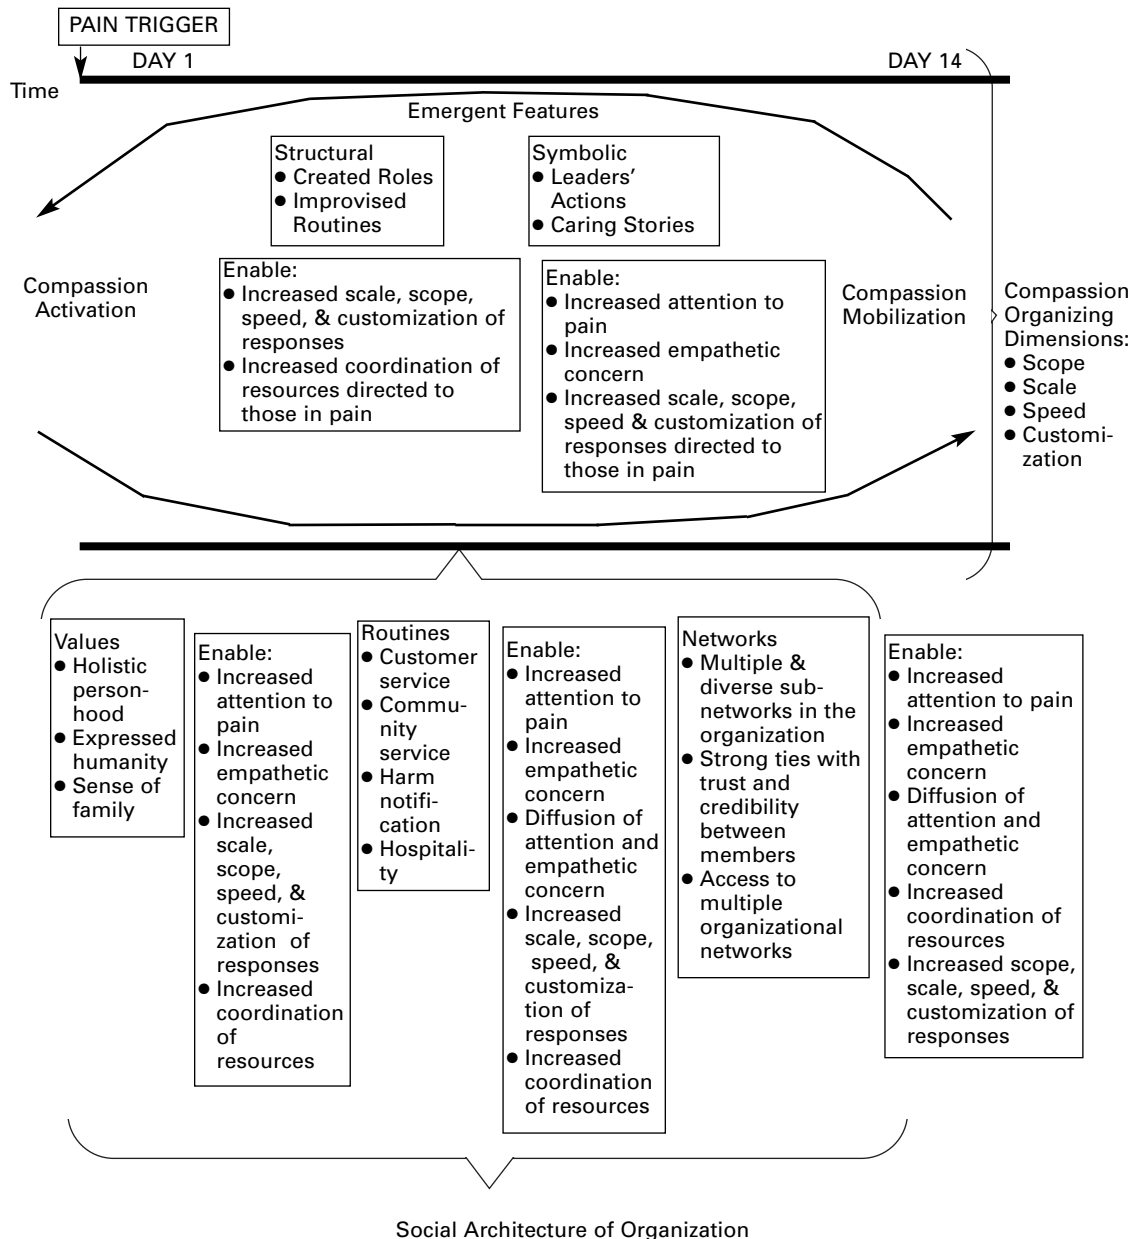 PAIN TRIGGER
DAY 1
DAY 14
Time
Emergent Features
Structural
● Created Roles
● Improvised
Routines
Symbolic
● Leaders’
Actions
● Caring Stories
Compassion
Activation
Enable:
● Increased scale, scope,
speed, & customization of
responses
● Increased coordination of
resources directed to
those in pain
Enable:
● Increased attention to
pain
● Increased empathetic
concern
● Increased scale, scope,
speed & customization of
responses directed to
those in pain
Compassion
Mobilization
Compassion
Organizing
Dimensions:
● Scope
● Scale
● Speed
● Customi-
zation
Values
● Holistic
person-
hood
● Expressed
humanity
● Sense of
family
Enable:
● Increased
attention to
pain
● Increased
empathetic
concern
● Increased
scale,
scope,
speed, &
customi-
zation of
responses
● Increased
coordination
of
resources
Routines
● Customer
service
● Commu-
nity
service
● Harm
notifi-
cation
● Hospitali-
ty
Enable:
● Increased
attention to
pain
● Increased
empathetic
concern
● Diffusion of
attention and
empathetic
concern
● Increased
scale, scope,
speed, &
customiza-
tion of
responses
● Increased
coordination
of resources
Networks
● Multiple &
diverse sub-
networks in the
organization
● Strong ties with
trust and
credibility
between
members
● Access to
multiple
organizational
networks
Enable:
● Increased
attention to pain
● Increased
empathetic
concern
● Diffusion of
attention and
empathetic
concern
● Increased
coordination of
resources
● Increased scope,
scale, speed, &
customization of
responses
Social Architecture of Organization